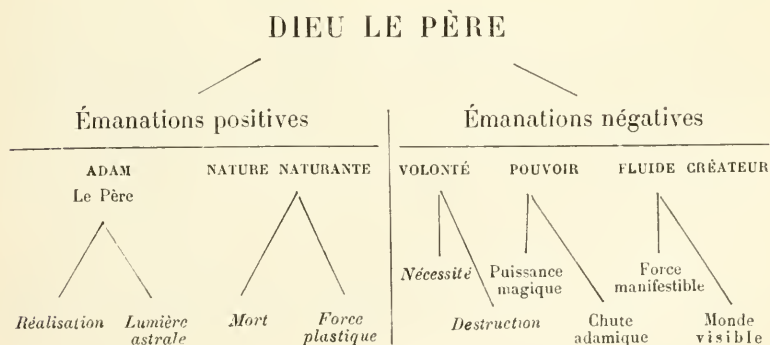 DIEU LE PÈRE
Émanations positives
Émanations négatives
ADAM
Le Père
NATURE NATURANTE
VOLONTÉ
POUVOIR
FLUIDE CRÉATEUR
Réalisation
Lumière
astrale
Mort
Force
plastique
Nécessité
Destruction
Puissance
magique
Chute
adamique
Force
manifestible
Monde
visible